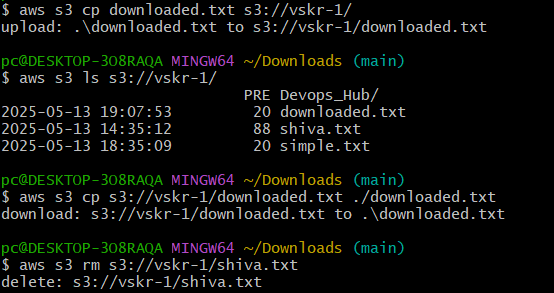 $ aws s3 cp downloaded.txt s3://vskr-1/
upload: .\downloaded.txt to s3://vskr-1/downloaded.txt
pc@DESKTOP-3O8RAQA MINGW64 ~/Downloads (main)
$ aws s3 ls s3://vskr-1/
PRE Devops_Hub/
2025-05-13 19:07:53 20 downloaded.txt
2025-05-13 14:35:12 88 shiva.txt
2025-05-13 18:35:09 20 simple.txt
pc@DESKTOP-3O8RAQA MINGW64 ~/Downloads (main)
$ aws s3 cp s3://vskr-1/downloaded.txt ./downloaded.txt
download: s3://vskr-1/downloaded.txt to .\downloaded.txt
pc@DESKTOP-3O8RAQA MINGW64 ~/Downloads (main)
$ aws s3 rm s3://vskr-1/shiva.txt
delete: s3://vskr-1/shiva.txt